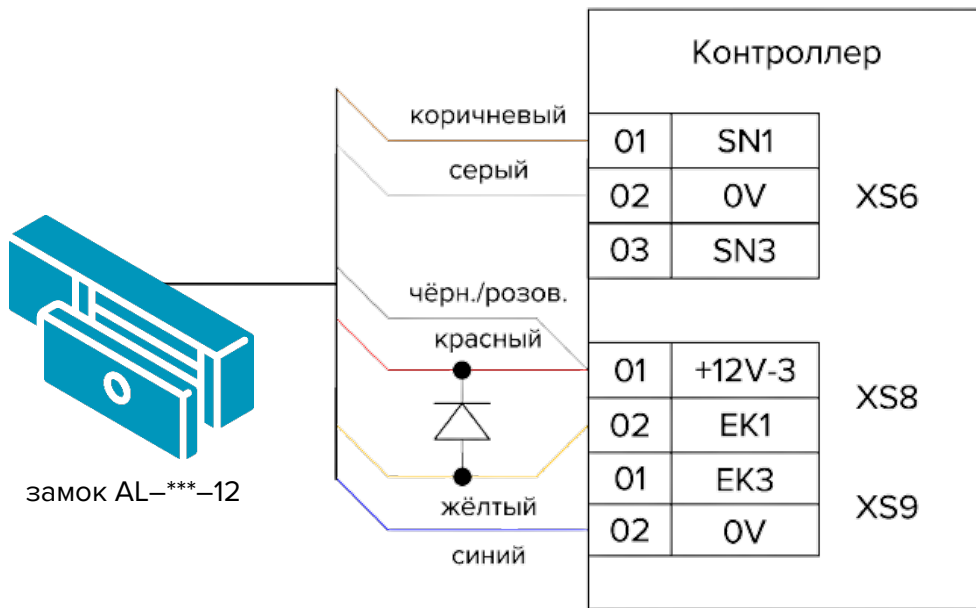 Контроллер
коричневый
01 SN1
серый
02 0V XS6
03 SN3
чёрн./розов.
красный
01 +12V-3 XS8
02 EK1
замок AL–***–12
жёлтый
01 EK3 XS9
синий
02 0V